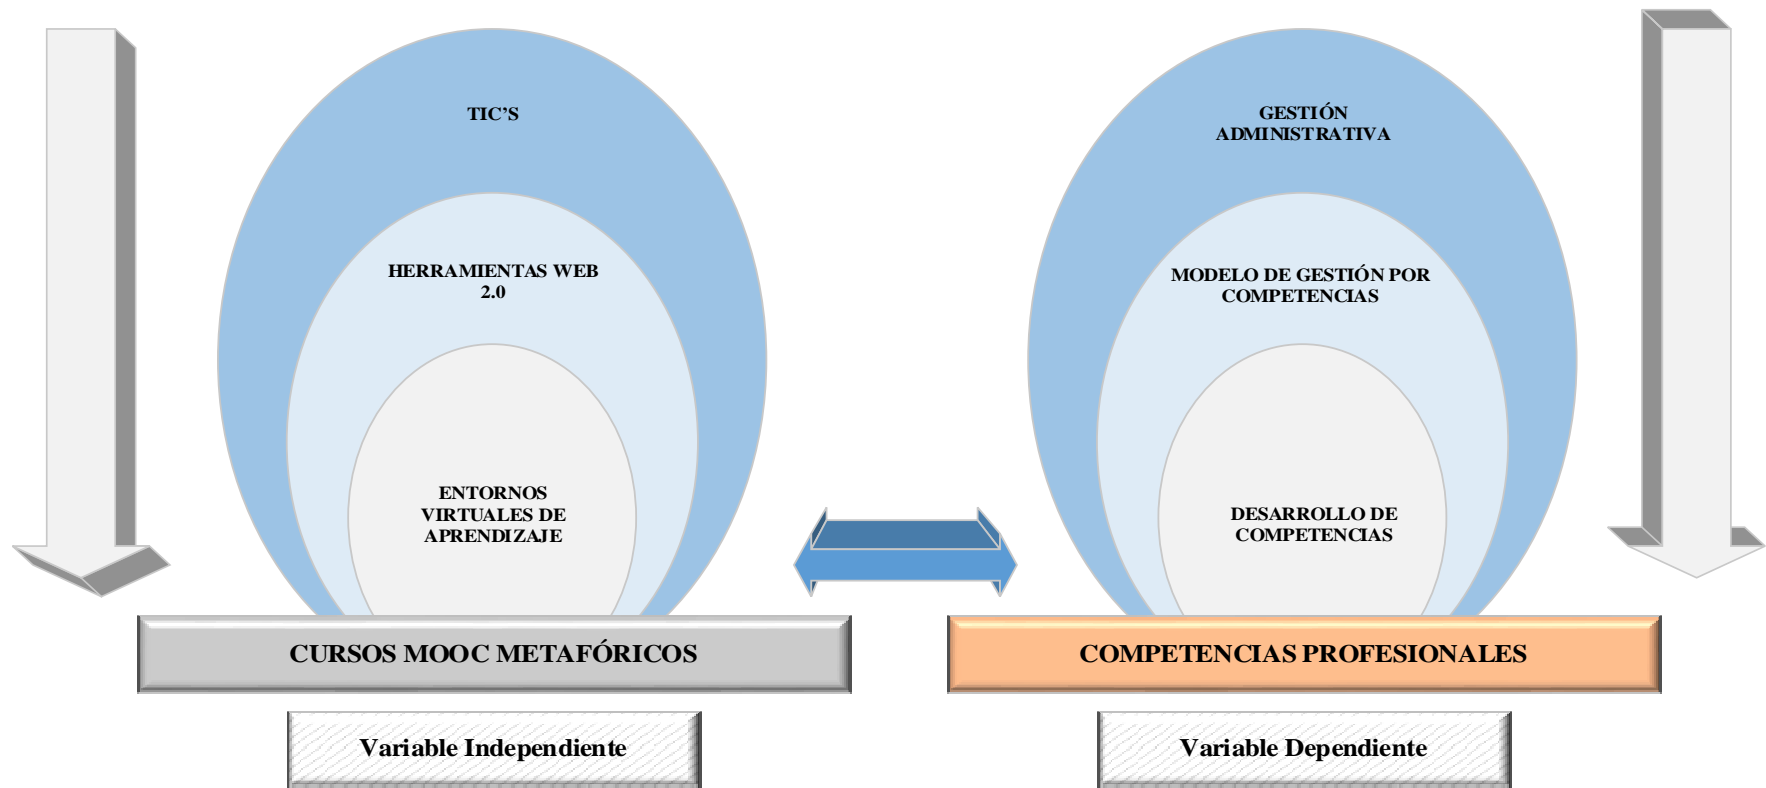 TIC'S
HERRAMIENTAS WEB
2.0
ENTORNOS
VIRTUALES DE
APRENDIZAJE
CURSOS MOOC METAFÓRICOS
Variable Independiente
GESTIÓN
ADMINISTRATIVA
MODELO DE GESTIÓN POR
COMPETENCIAS
DESARROLLO DE
COMPETENCIAS
COMPETENCIAS PROFESIONALES
Variable Dependiente